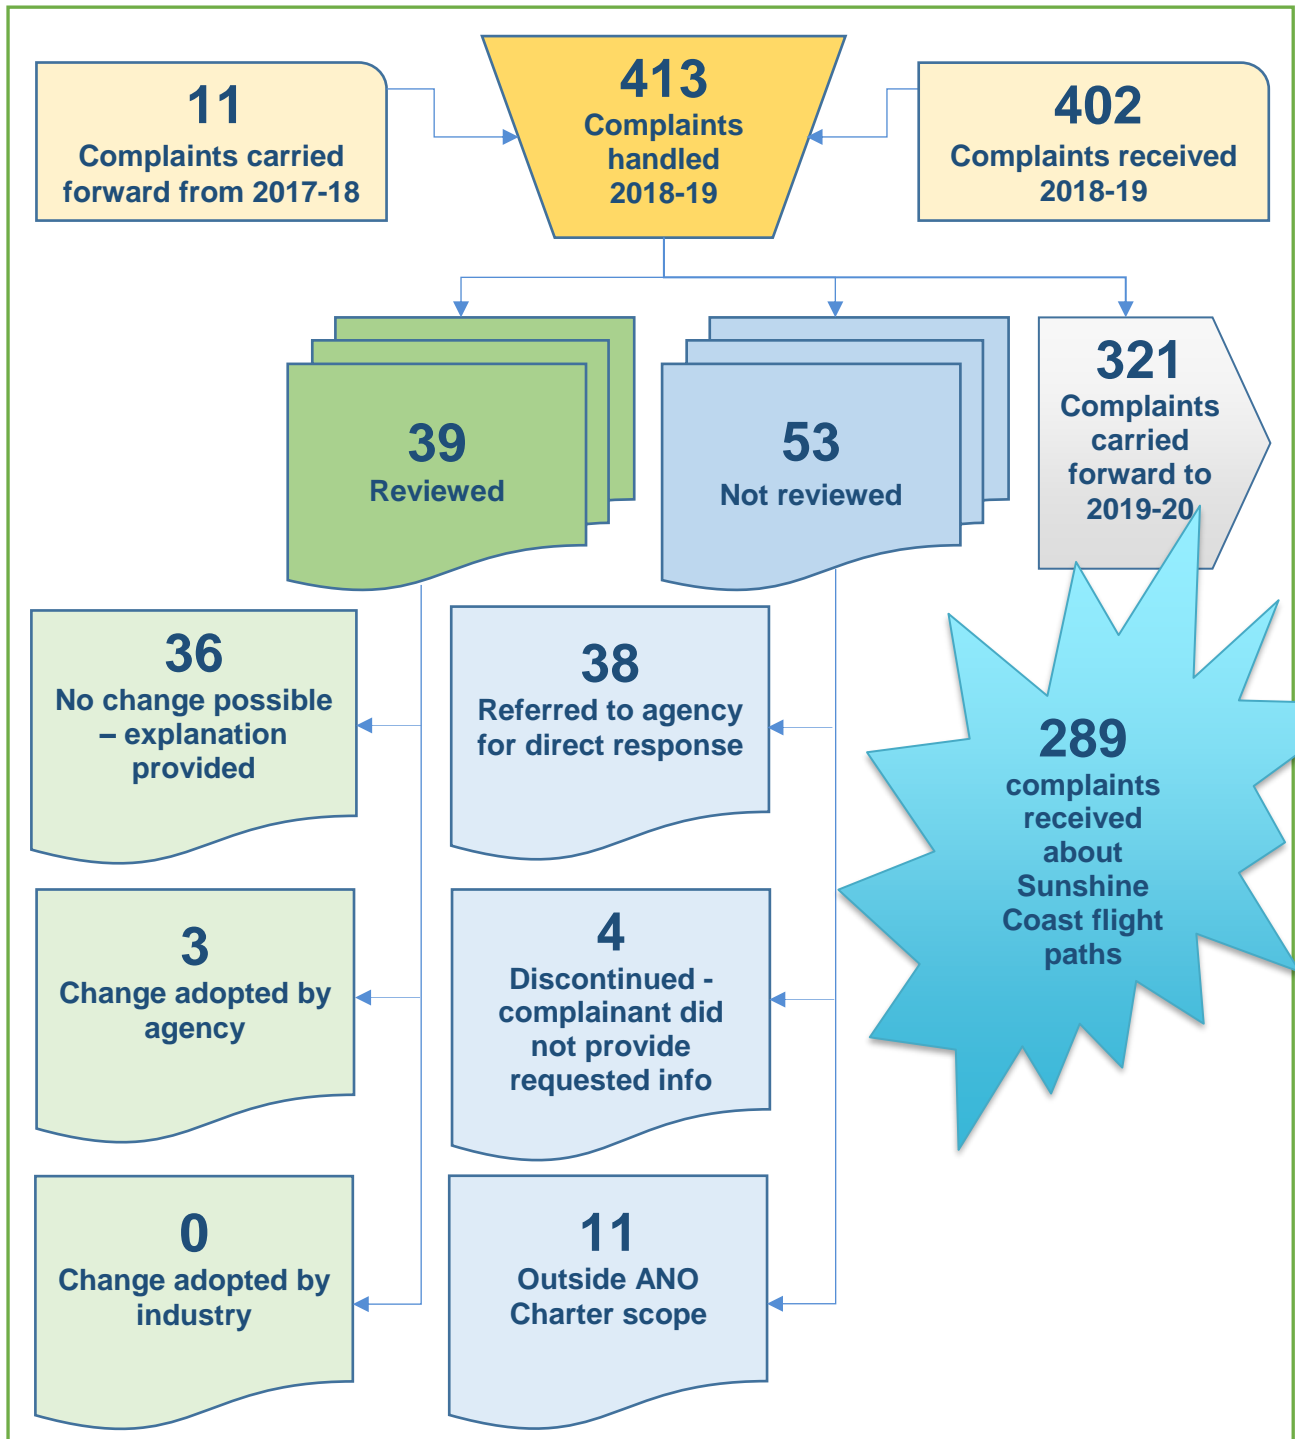 11
Complaints carried
forward from 2017-18
413
Complaints
handled
2018-19
402
Complaints received
2018-19
39
Reviewed
53
Not reviewed
321
Complaints
carried
forward to
2019-20
36
No change possible
– explanation
provided
38
Referred to agency
for direct response
289
complaints
received
about
Sunshine
Coast flight
paths
3
Change adopted by
agency
4
Discontinued -
complainant did
not provide
requested info
0
Change adopted by
industry
11
Outside ANO
Charter scope